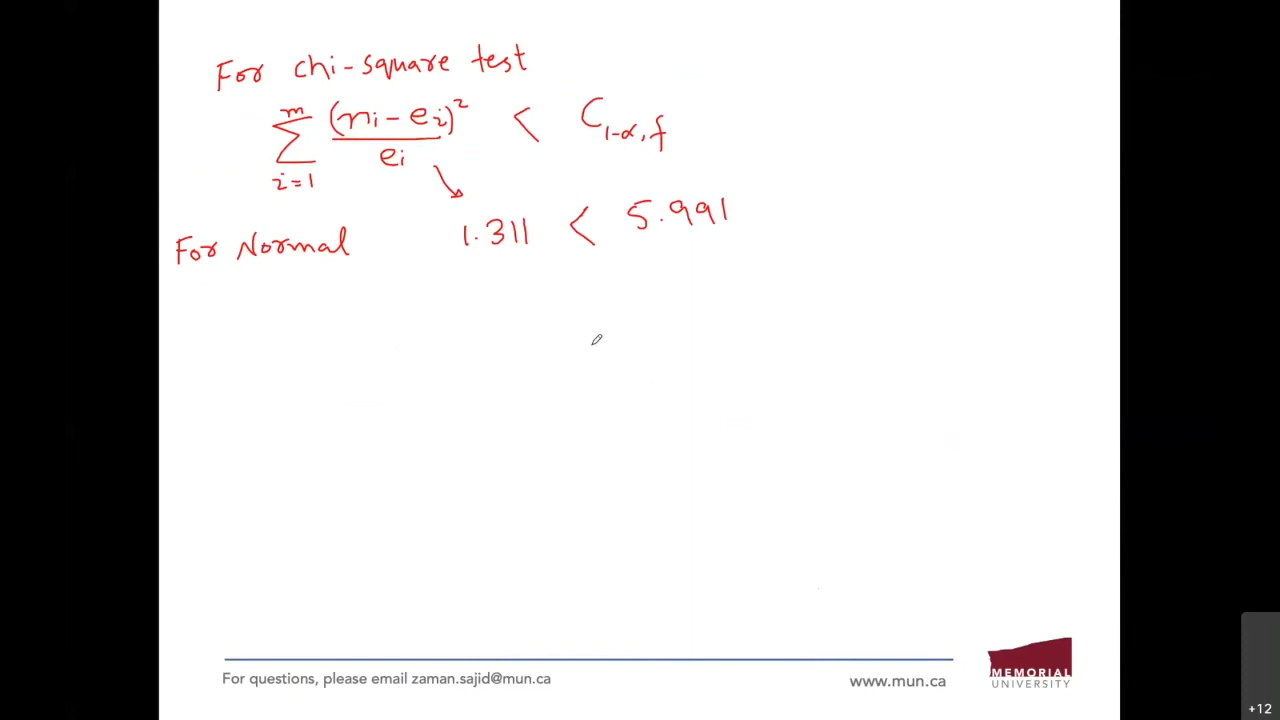 For chi-square test
m
∑ (ni - ei)² / ei < C1-α, f
i=1
For Normal 1.311 < 5.991
For questions, please email zaman.sajid@mun.ca
www.mun.ca
MEMORIAL
UNIVERSITY
+12